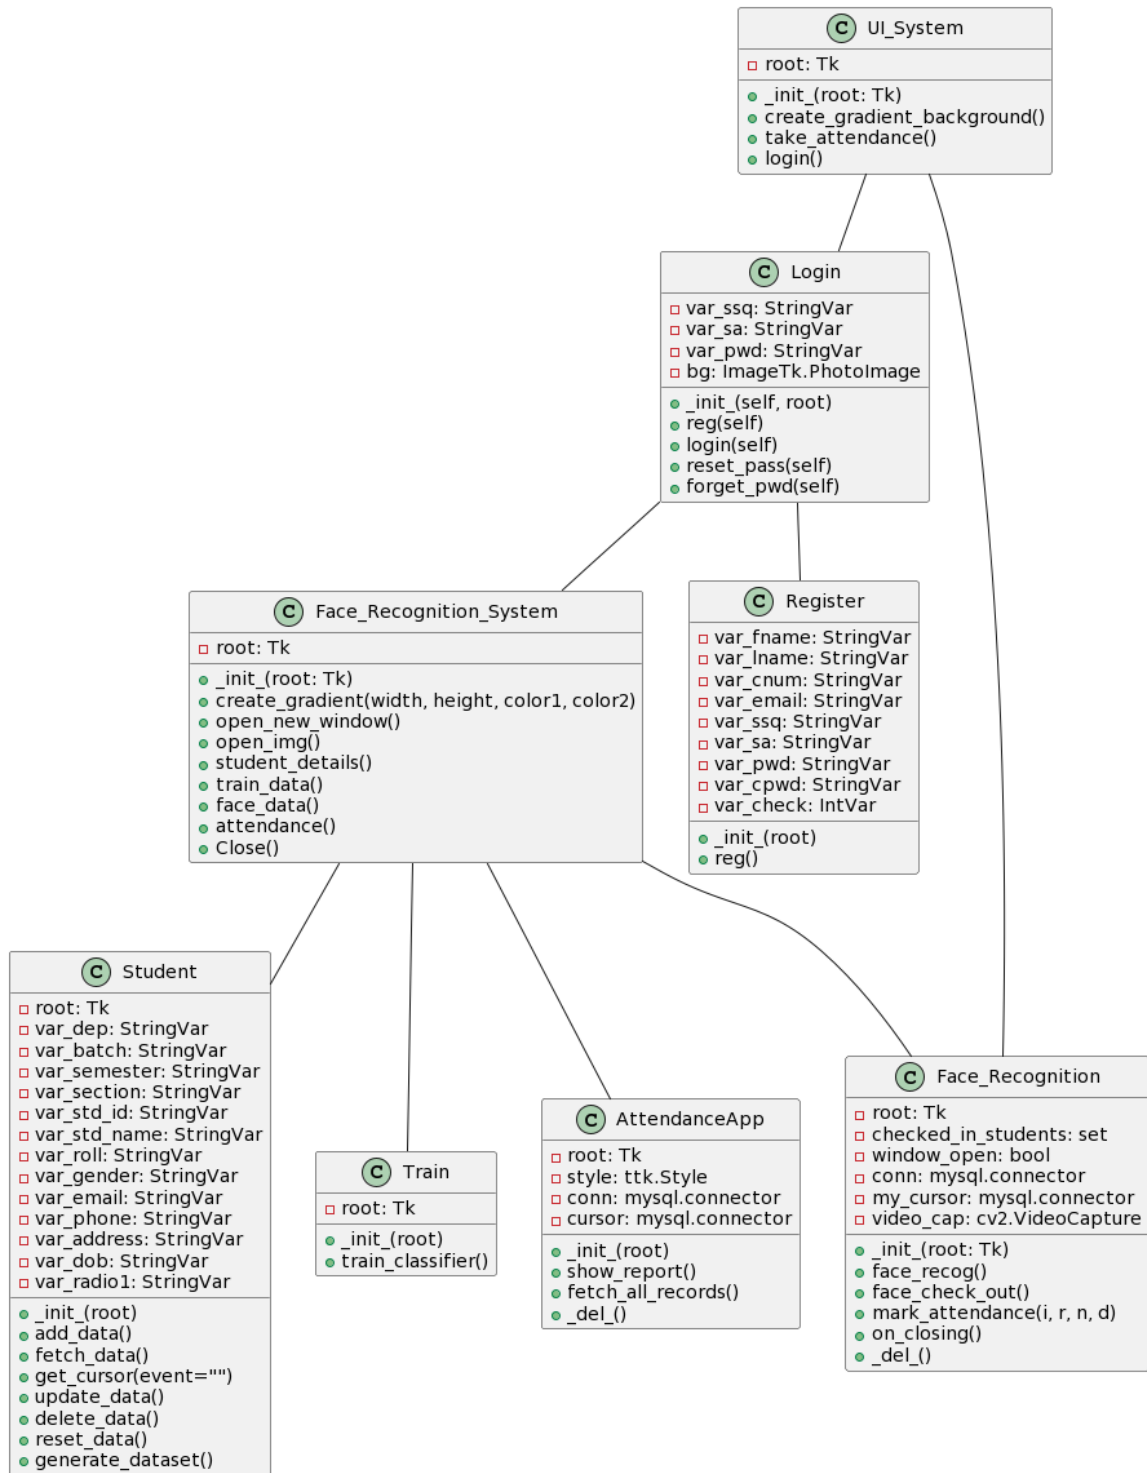 C UI_System
root: Tk
_init_(root: Tk)
create_gradient_background()
take_attendance()
login()
C Login
var_ssq: StringVar
var_sa: StringVar
var_pwd: StringVar
bg: ImageTk.PhotoImage
_init_(self, root)
reg(self)
login(self)
reset_pass(self)
forget_pwd(self)
C Face_Recognition_System
root: Tk
_init_(root: Tk)
create_gradient(width, height, color1, color2)
open_new_window()
open_img()
student_details()
train_data()
face_data()
attendance()
Close()
C Register
var_fname: StringVar
var_lname: StringVar
var_cnum: StringVar
var_email: StringVar
var_ssq: StringVar
var_sa: StringVar
var_pwd: StringVar
var_cpwd: StringVar
var_check: IntVar
_init_(root)
reg()
C Student
root: Tk
var_dep: StringVar
var_batch: StringVar
var_semester: StringVar
var_section: StringVar
var_std_id: StringVar
var_std_name: StringVar
var_roll: StringVar
var_gender: StringVar
var_email: StringVar
var_phone: StringVar
var_address: StringVar
var_dob: StringVar
var_radio1: StringVar
_init_(root)
add_data()
fetch_data()
get_cursor(event="")
update_data()
delete_data()
reset_data()
generate_dataset()
C Train
root: Tk
_init_(root)
train_classifier()
C AttendanceApp
root: Tk
style: ttk.Style
conn: mysql.connector
cursor: mysql.connector
_init_(root)
show_report()
fetch_all_records()
_del_()
C Face_Recognition
root: Tk
checked_in_students: set
window_open: bool
conn: mysql.connector
my_cursor: mysql.connector
video_cap: cv2.VideoCapture
_init_(root: Tk)
face_recog()
face_check_out()
mark_attendance(i, r, n, d)
on_closing()
_del_()